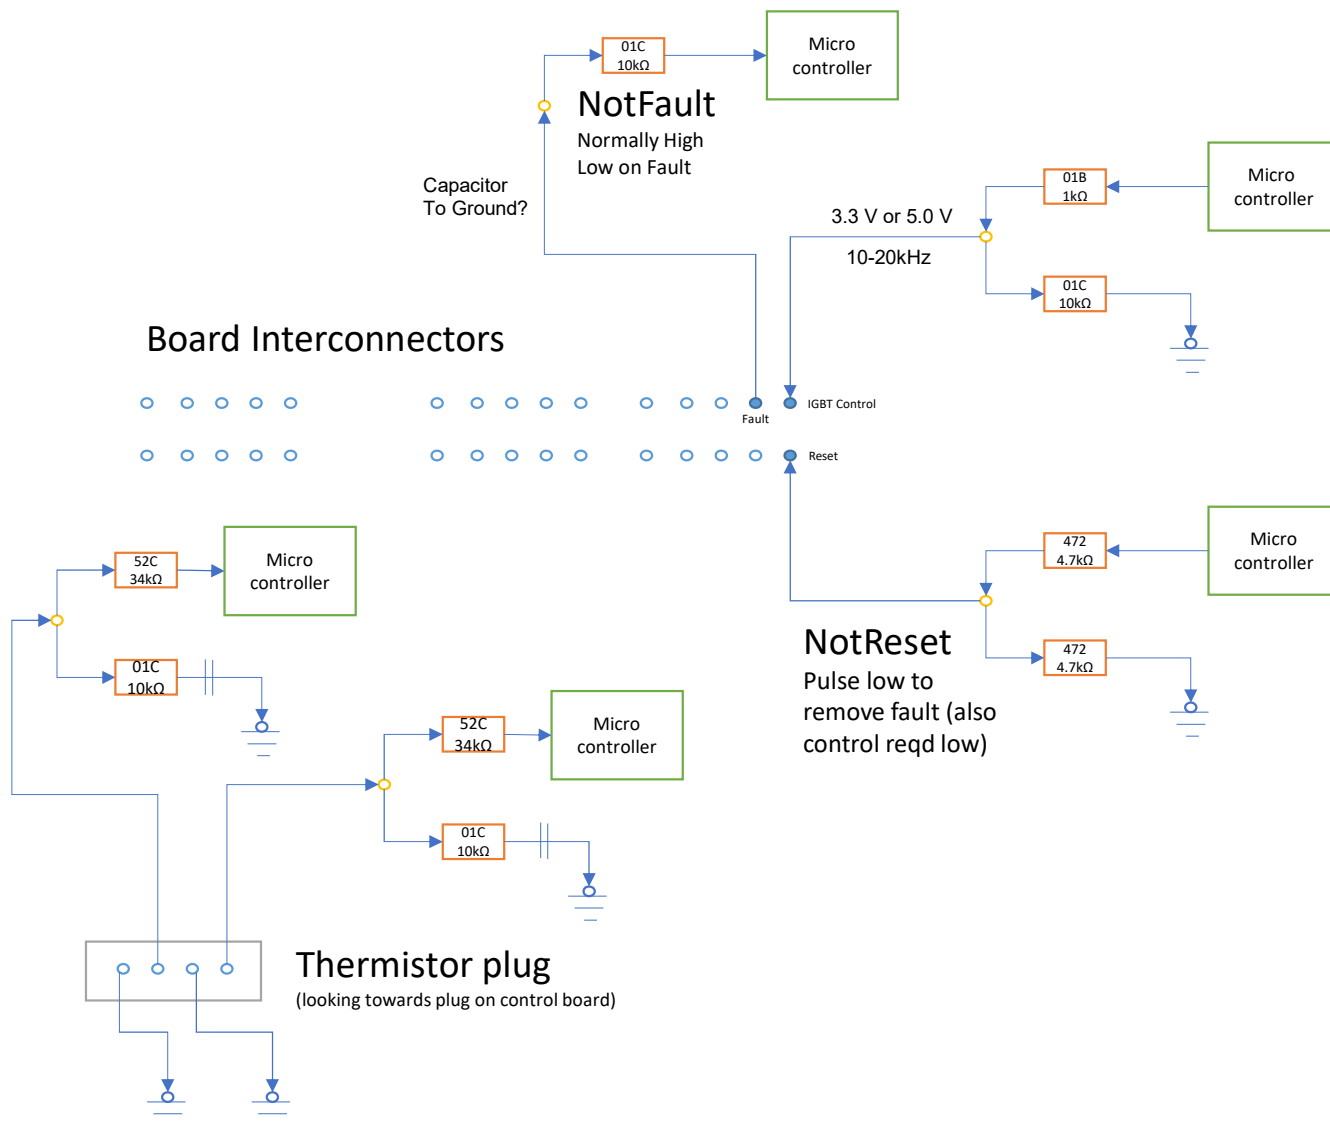 01C
10kΩ
Micro
controller
NotFault
Normally High
Low on Fault
Capacitor
To Ground?
3.3 V or 5.0 V
10-20kHz
01B
1kΩ
Micro
controller
01C
10kΩ
Board Interconnectors
IGBT Control
Fault
Reset
52C
34kΩ
Micro
controller
01C
10kΩ
472
4.7kΩ
Micro
controller
472
4.7kΩ
NotReset
Pulse low to
remove fault (also
control reqd low)
52C
34kΩ
Micro
controller
01C
10kΩ
Thermistor plug
(looking towards plug on control board)